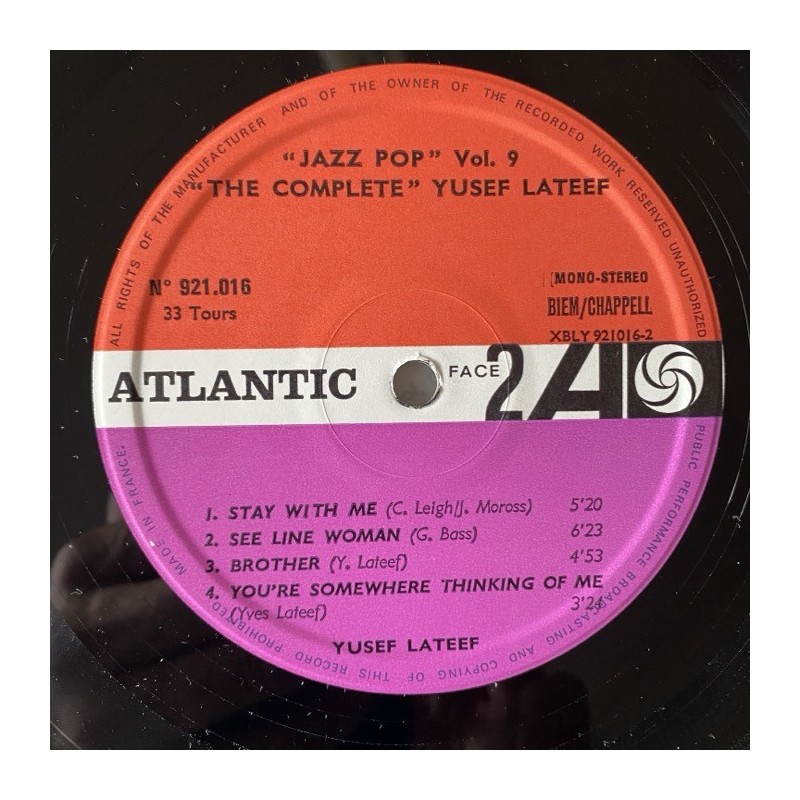 ALL RIGHTS OF THE MANUFACTURER AND OF THE OWNER OF THE RECORDED WORK RESERVED UNAUTHORIZED
PUBLIC PERFORMANCE BROADCASTING AND COPYING OF THIS RECORD PROHIBITED
MADE IN FRANCE.
"JAZZ POP" Vol. 9
"THE COMPLETE" YUSEF LATEEF
N° 921.016
33 Tours
MONO-STEREO
BIEM/CHAPPELL
XBLY 921016-2
ATLANTIC FACE 2 A
1. STAY WITH ME (C. Leigh/J. Moross) 5'20
2. SEE LINE WOMAN (G. Bass) 6'23
3. BROTHER (Y. Lateef) 4'53
4. YOU'RE SOMEWHERE THINKING OF ME
(Yves Lateef) 3'24
YUSEF LATEEF